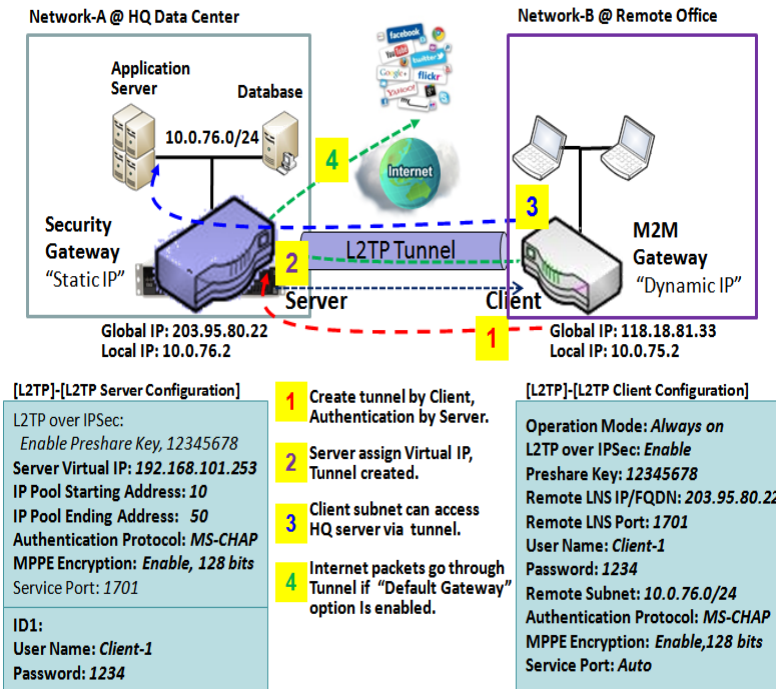 Network-A @ HQ Data Center
Network-B @ Remote Office
Application
Server
Database
10.0.76.0/24
facebook
YouTube
twitter
Google+
flickr
YAHOO!
Internet
4
3
Security
Gateway
“Static IP”
2
L2TP Tunnel
M2M
Gateway
“Dynamic IP”
Server
Client
1
Global IP: 203.95.80.22
Local IP: 10.0.76.2
Global IP: 118.18.81.33
Local IP: 10.0.75.2
[L2TP]-[L2TP Server Configuration]
L2TP over IPSec:
Enable Preshare Key, 12345678
Server Virtual IP: 192.168.101.253
IP Pool Starting Address: 10
IP Pool Ending Address: 50
Authentication Protocol: MS-CHAP
MPPE Encryption: Enable, 128 bits
Service Port: 1701
ID1:
User Name: Client-1
Password: 1234
1 Create tunnel by Client,
Authentication by Server.
2 Server assign Virtual IP,
Tunnel created.
3 Client subnet can access
HQ server via tunnel.
4 Internet packets go through
Tunnel if “Default Gateway”
option Is enabled.
[L2TP]-[L2TP Client Configuration]
Operation Mode: Always on
L2TP over IPSec: Enable
Preshare Key: 12345678
Remote LNS IP/FQDN: 203.95.80.22
Remote LNS Port: 1701
User Name: Client-1
Password: 1234
Remote Subnet: 10.0.76.0/24
Authentication Protocol: MS-CHAP
MPPE Encryption: Enable,128 bits
Service Port: Auto